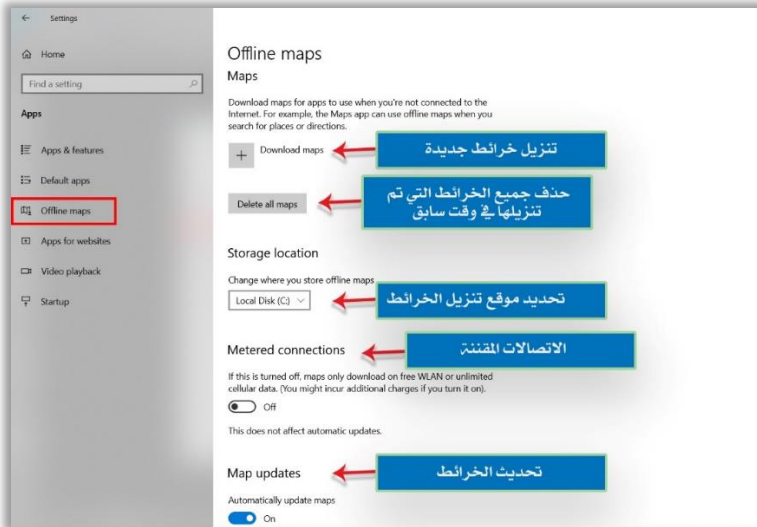 Settings
Home
Find a setting
Apps
Apps & features
Default apps
Offline maps
Apps for websites
Video playback
Startup
Offline maps
Maps
Download maps for apps to use when you're not connected to the
Internet. For example, the Maps app can use offline maps when you
search for places or directions.
Download maps
تنزيل خرائط جديدة
Delete all maps
حذف جميع الخرائط التي تم
تنزيلها في وقت سابق
Storage location
Change where you store offline maps
Local Disk (C:)
تحديد موقع تنزيل الخرائط
Metered connections
الاتصالات المقننة
If this is turned off, maps only download on free WLAN or unlimited
cellular data. (You might incur additional charges if you turn it on).
Off
This does not affect automatic updates.
Map updates
تحديث الخرائط
Automatically update maps
On